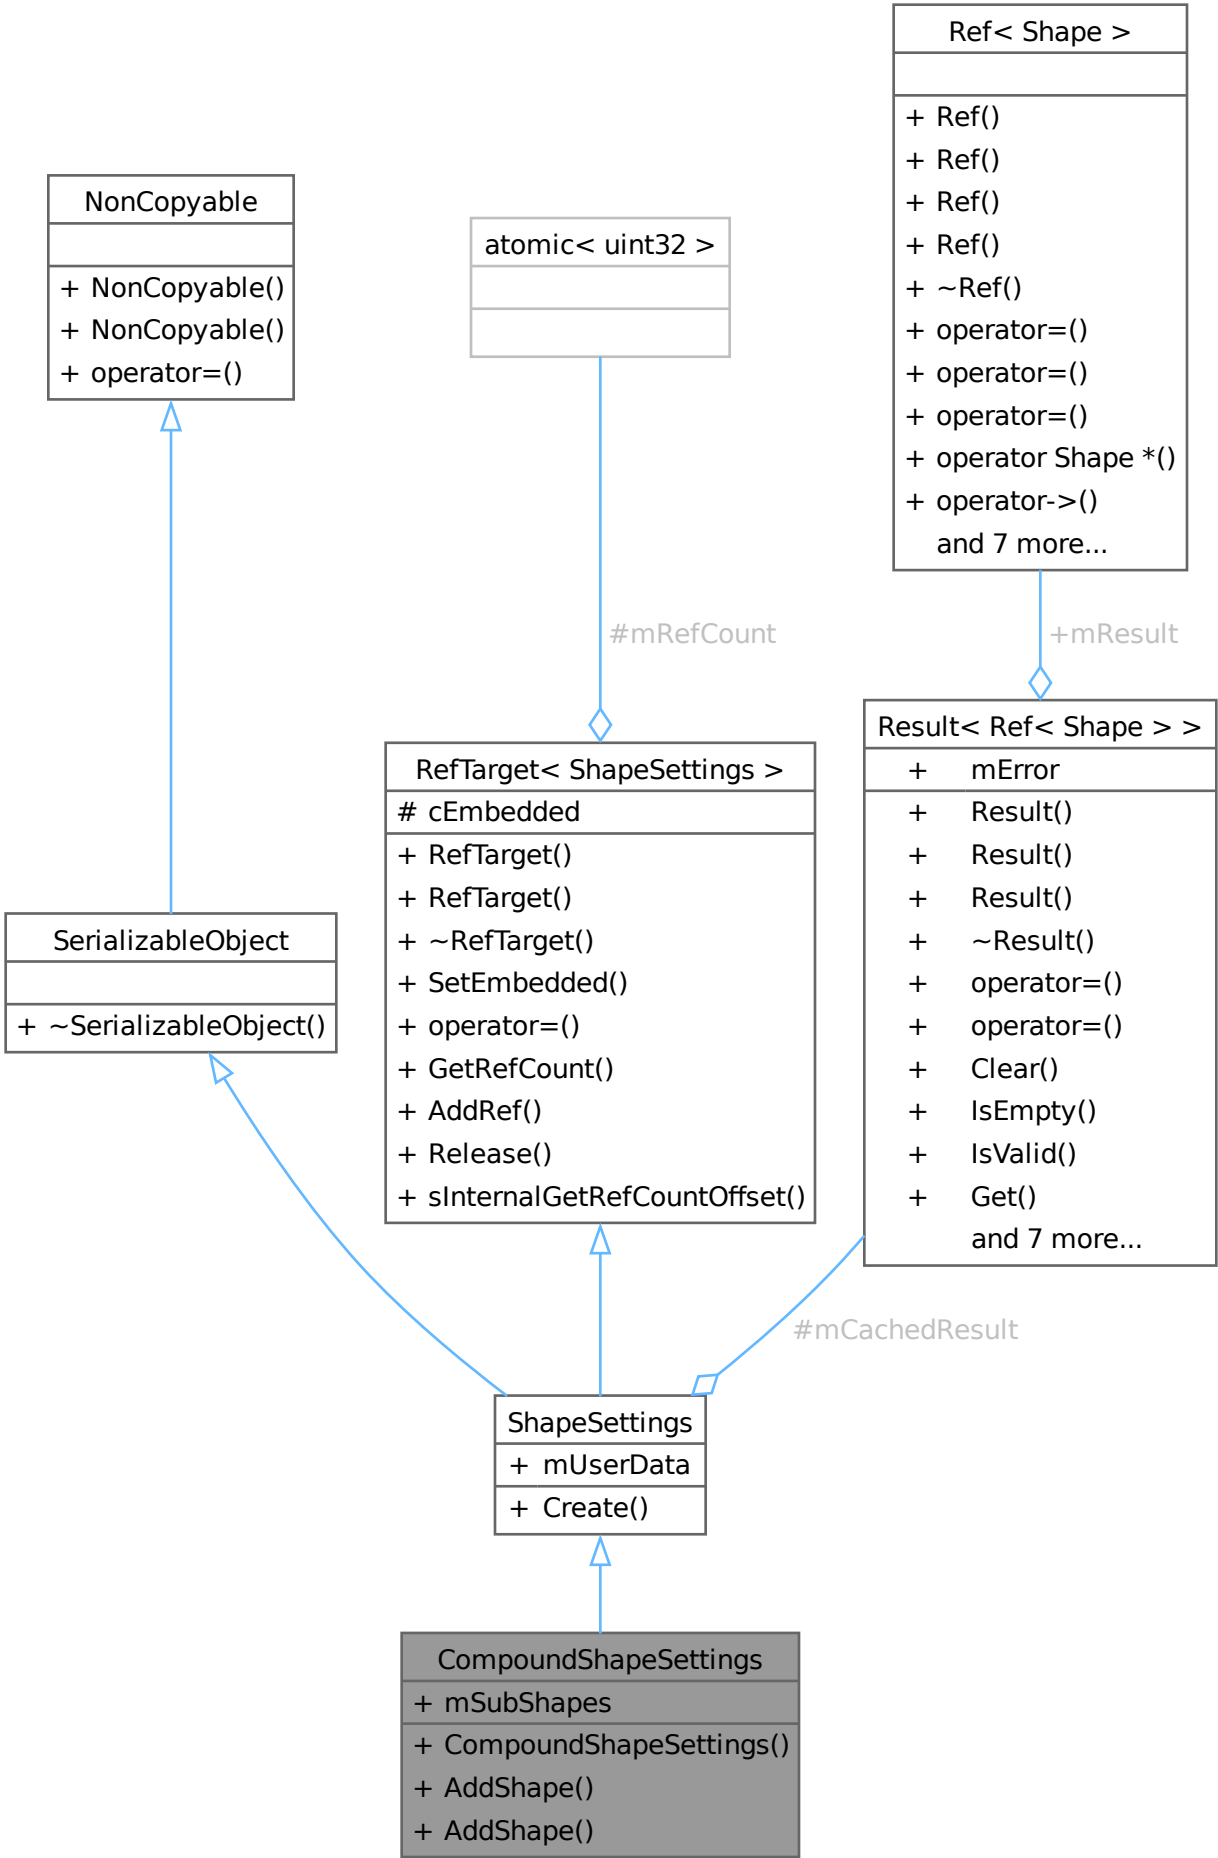 Ref< Shape >
+ Ref()
+ Ref()
+ Ref()
+ Ref()
+ ~Ref()
+ operator=()
+ operator=()
+ operator=()
+ operator Shape *()
+ operator->()
and 7 more...
NonCopyable
+ NonCopyable()
+ NonCopyable()
+ operator=()
atomic< uint32 >
#mRefCount
+mResult
Result< Ref< Shape > >
+ mError
+ Result()
+ Result()
+ Result()
+ ~Result()
+ operator=()
+ operator=()
+ Clear()
+ IsEmpty()
+ IsValid()
+ Get()
and 7 more...
RefTarget< ShapeSettings >
# cEmbedded
+ RefTarget()
+ RefTarget()
+ ~RefTarget()
+ SetEmbedded()
+ operator=()
+ GetRefCount()
+ AddRef()
+ Release()
+ sInternalGetRefCountOffset()
SerializableObject
+ ~SerializableObject()
#mCachedResult
ShapeSettings
+ mUserData
+ Create()
CompoundShapeSettings
+ mSubShapes
+ CompoundShapeSettings()
+ AddShape()
+ AddShape()